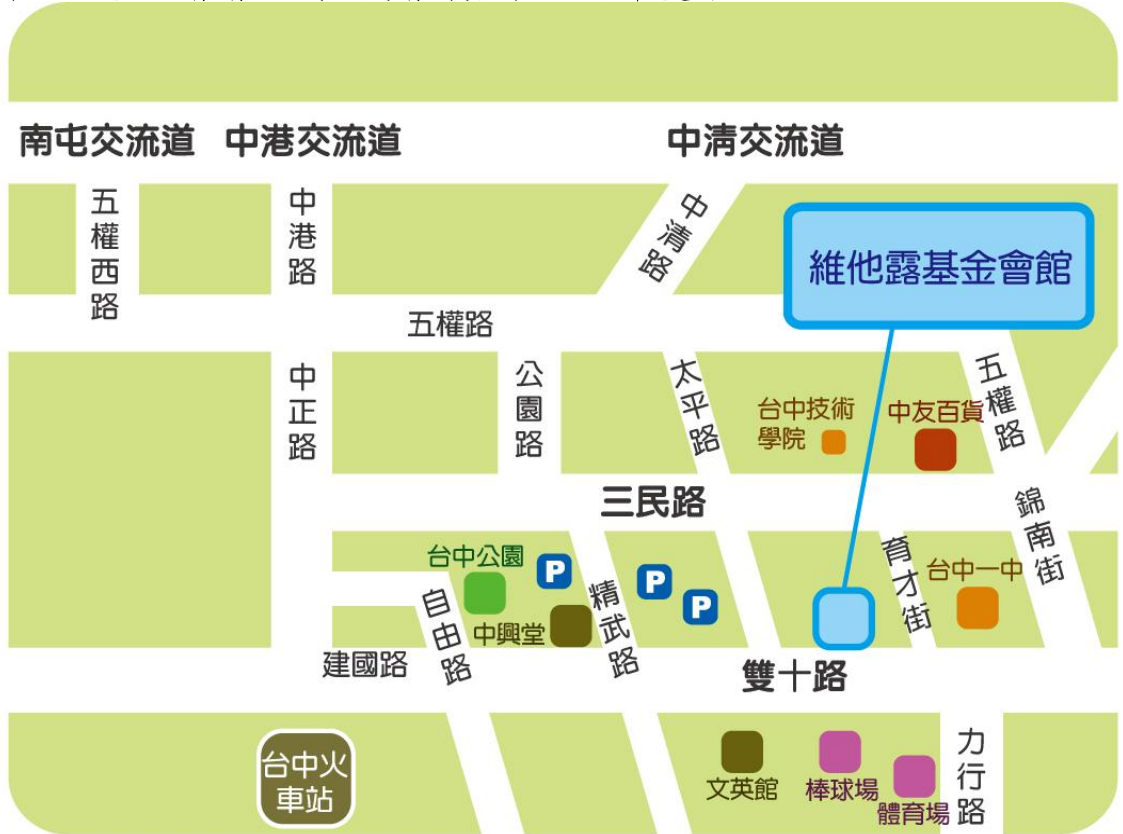 南屯交流道
中港交流道
中清交流道
五權西路
中港路
中清路
維他露基金會館
五權路
中正路
公園路
太平路
台中技術
學院
中友百貨
五權路
三民路
錦南街
台中公園
P
P
P
精武路
育才街
台中一中
自由路
中興堂
建國路
雙十路
台中火
車站
文英館
棒球場
體育場
力行路